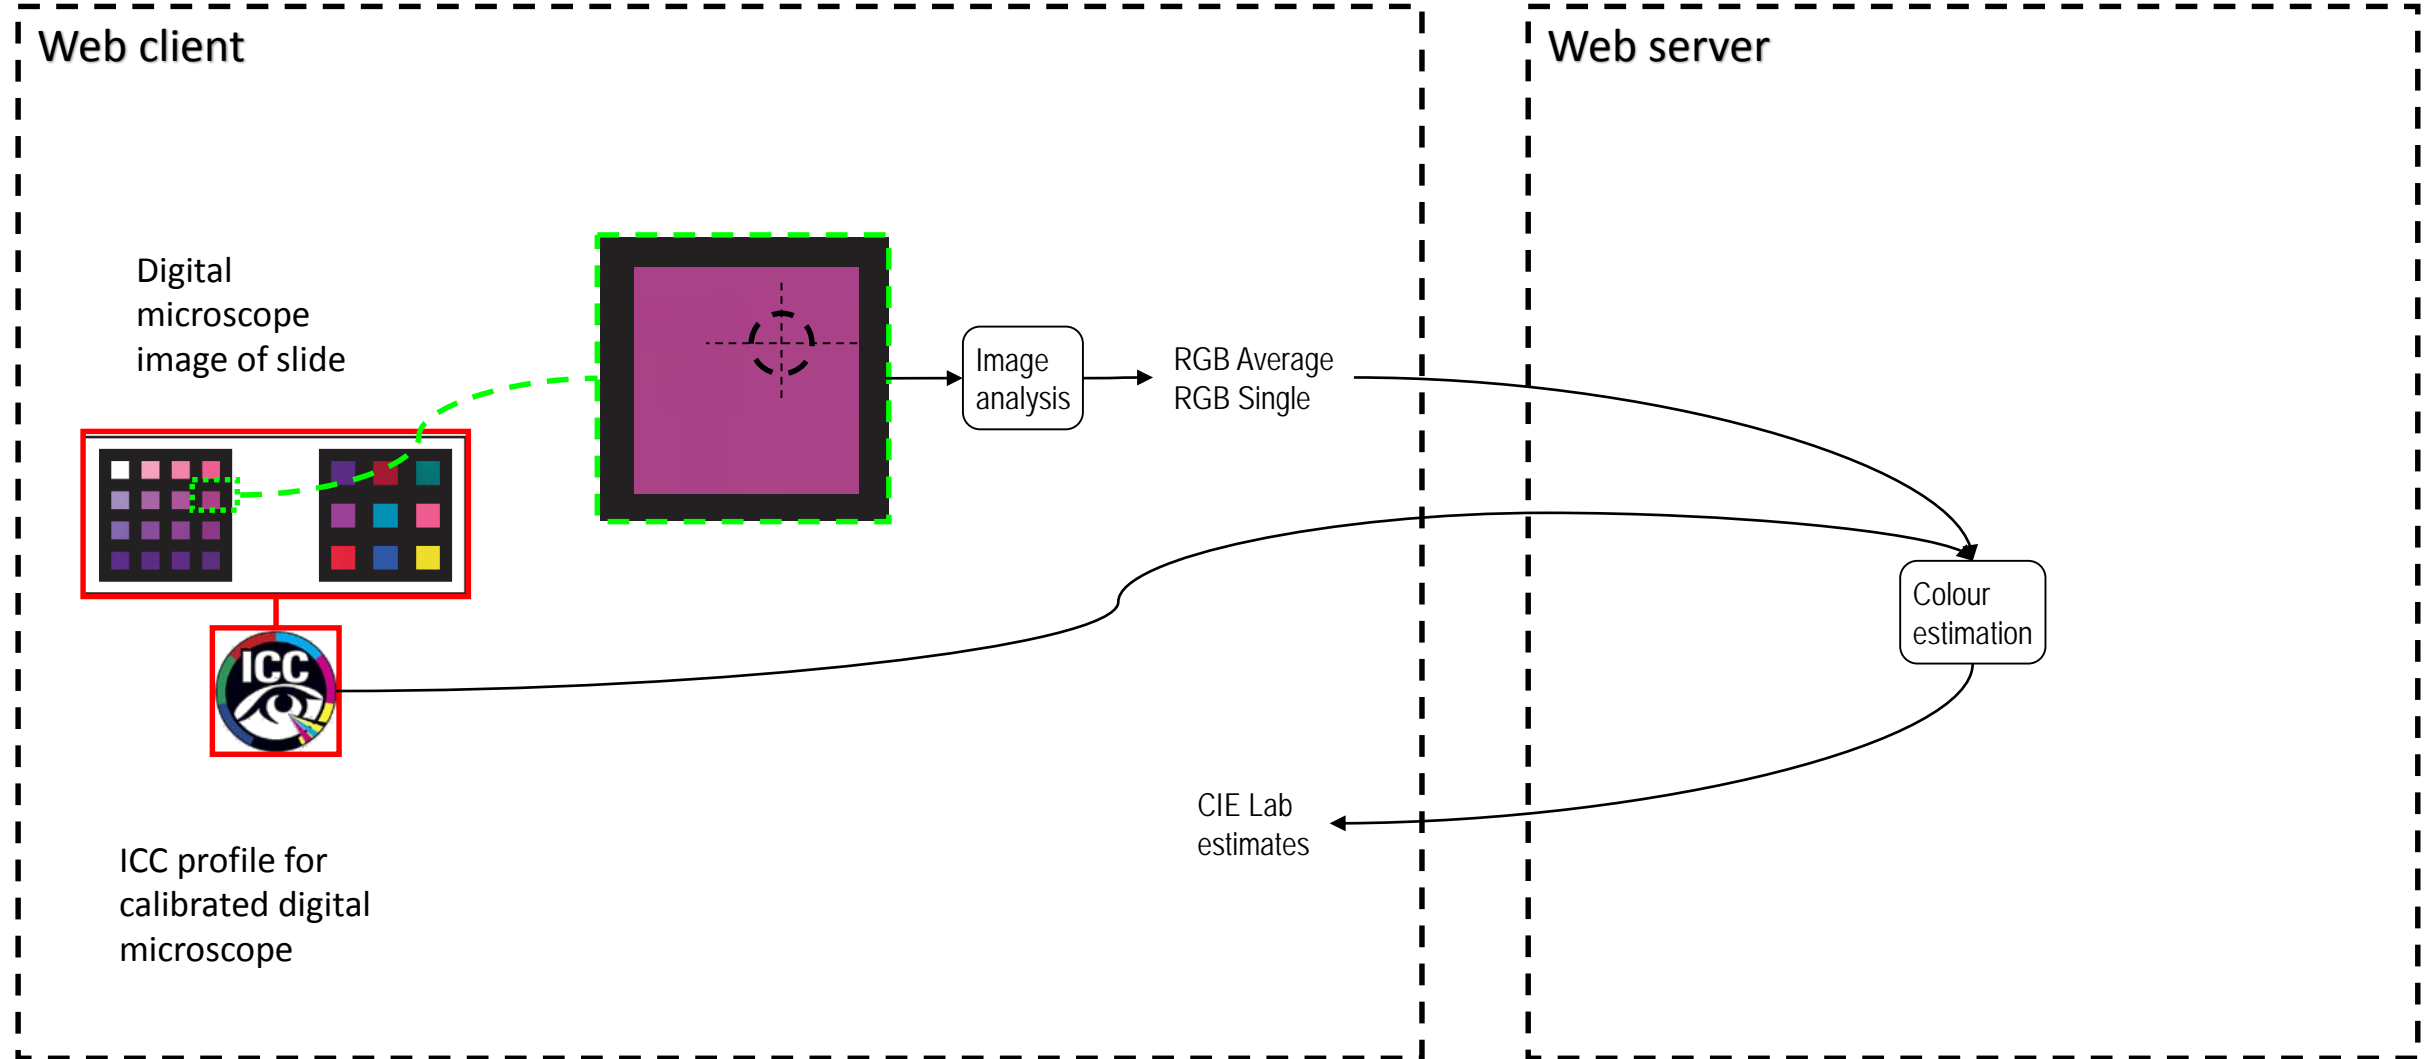 Web client
Web server
Digital
microscope
image of slide
Image
analysis
RGB Average
RGB Single
ICC
Colour
estimation
CIE Lab
estimates
ICC profile for
calibrated digital
microscope